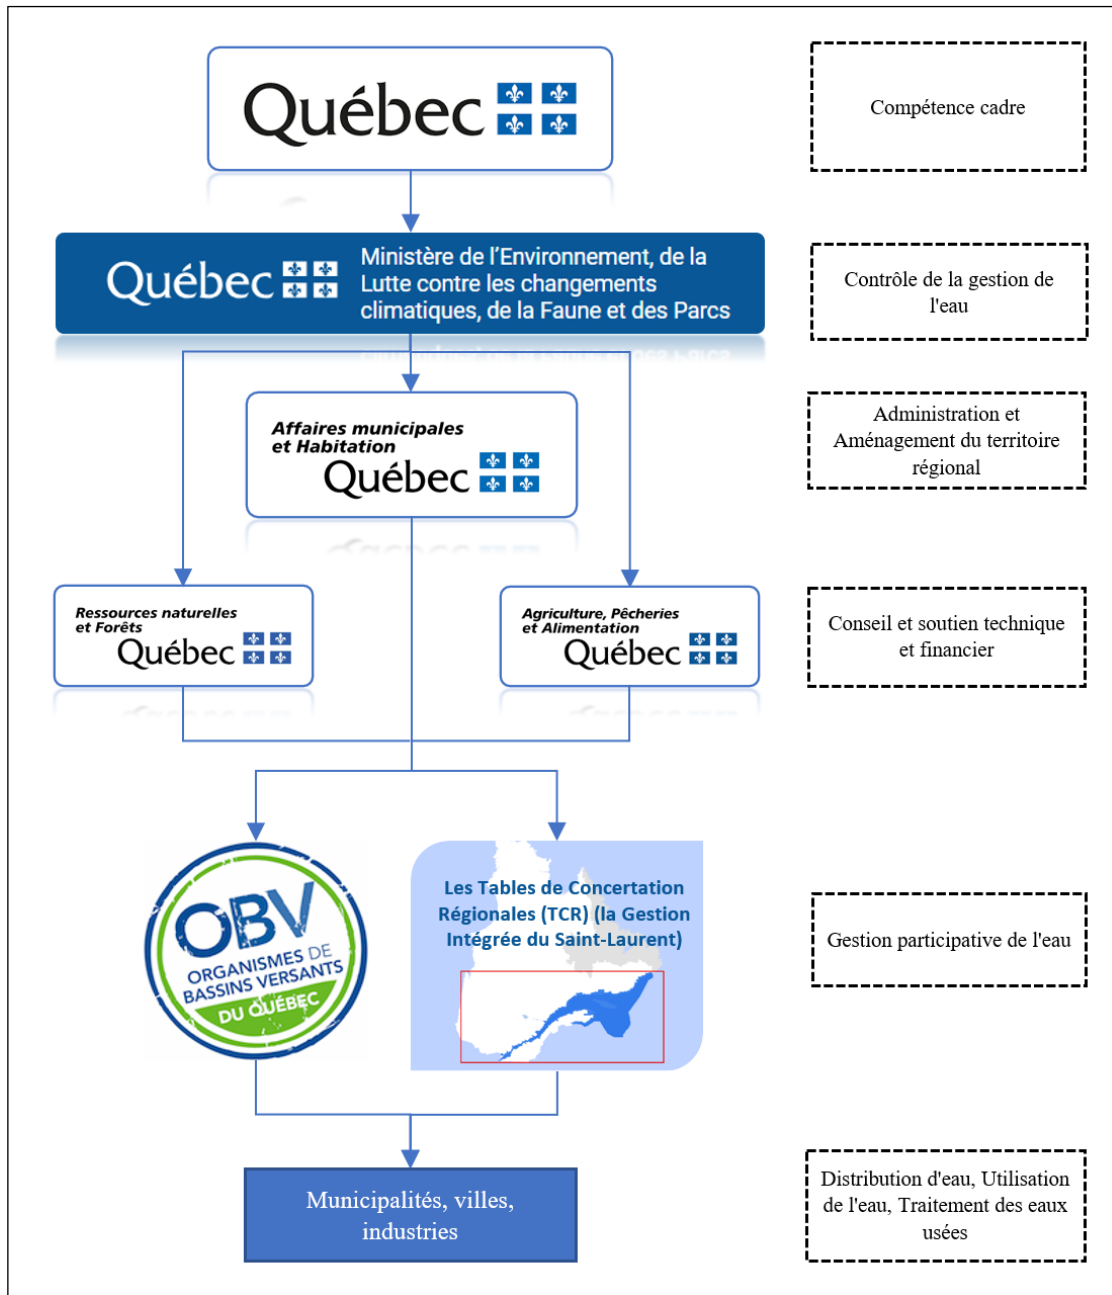 Québec
Compétence cadre
Québec
Ministère de l'Environnement, de la
Lutte contre les changements
climatiques, de la Faune et des Parcs
Contrôle de la gestion de
l'eau
Affaires municipales
et Habitation
Québec
Administration et
Aménagement du territoire
régional
Ressources naturelles
et Forêts
Québec
Agriculture, Pêcheries
et Alimentation
Québec
Conseil et soutien technique
et financier
OBV
ORGANISMES DE
BASSINS VERSANTS
DU QUÉBEC
Les Tables de Concertation
Régionales (TCR) (la Gestion
Intégrée du Saint-Laurent)
Gestion participative de l'eau
Municipalités, villes,
industries
Distribution d'eau, Utilisation
de l'eau, Traitement des eaux
usées